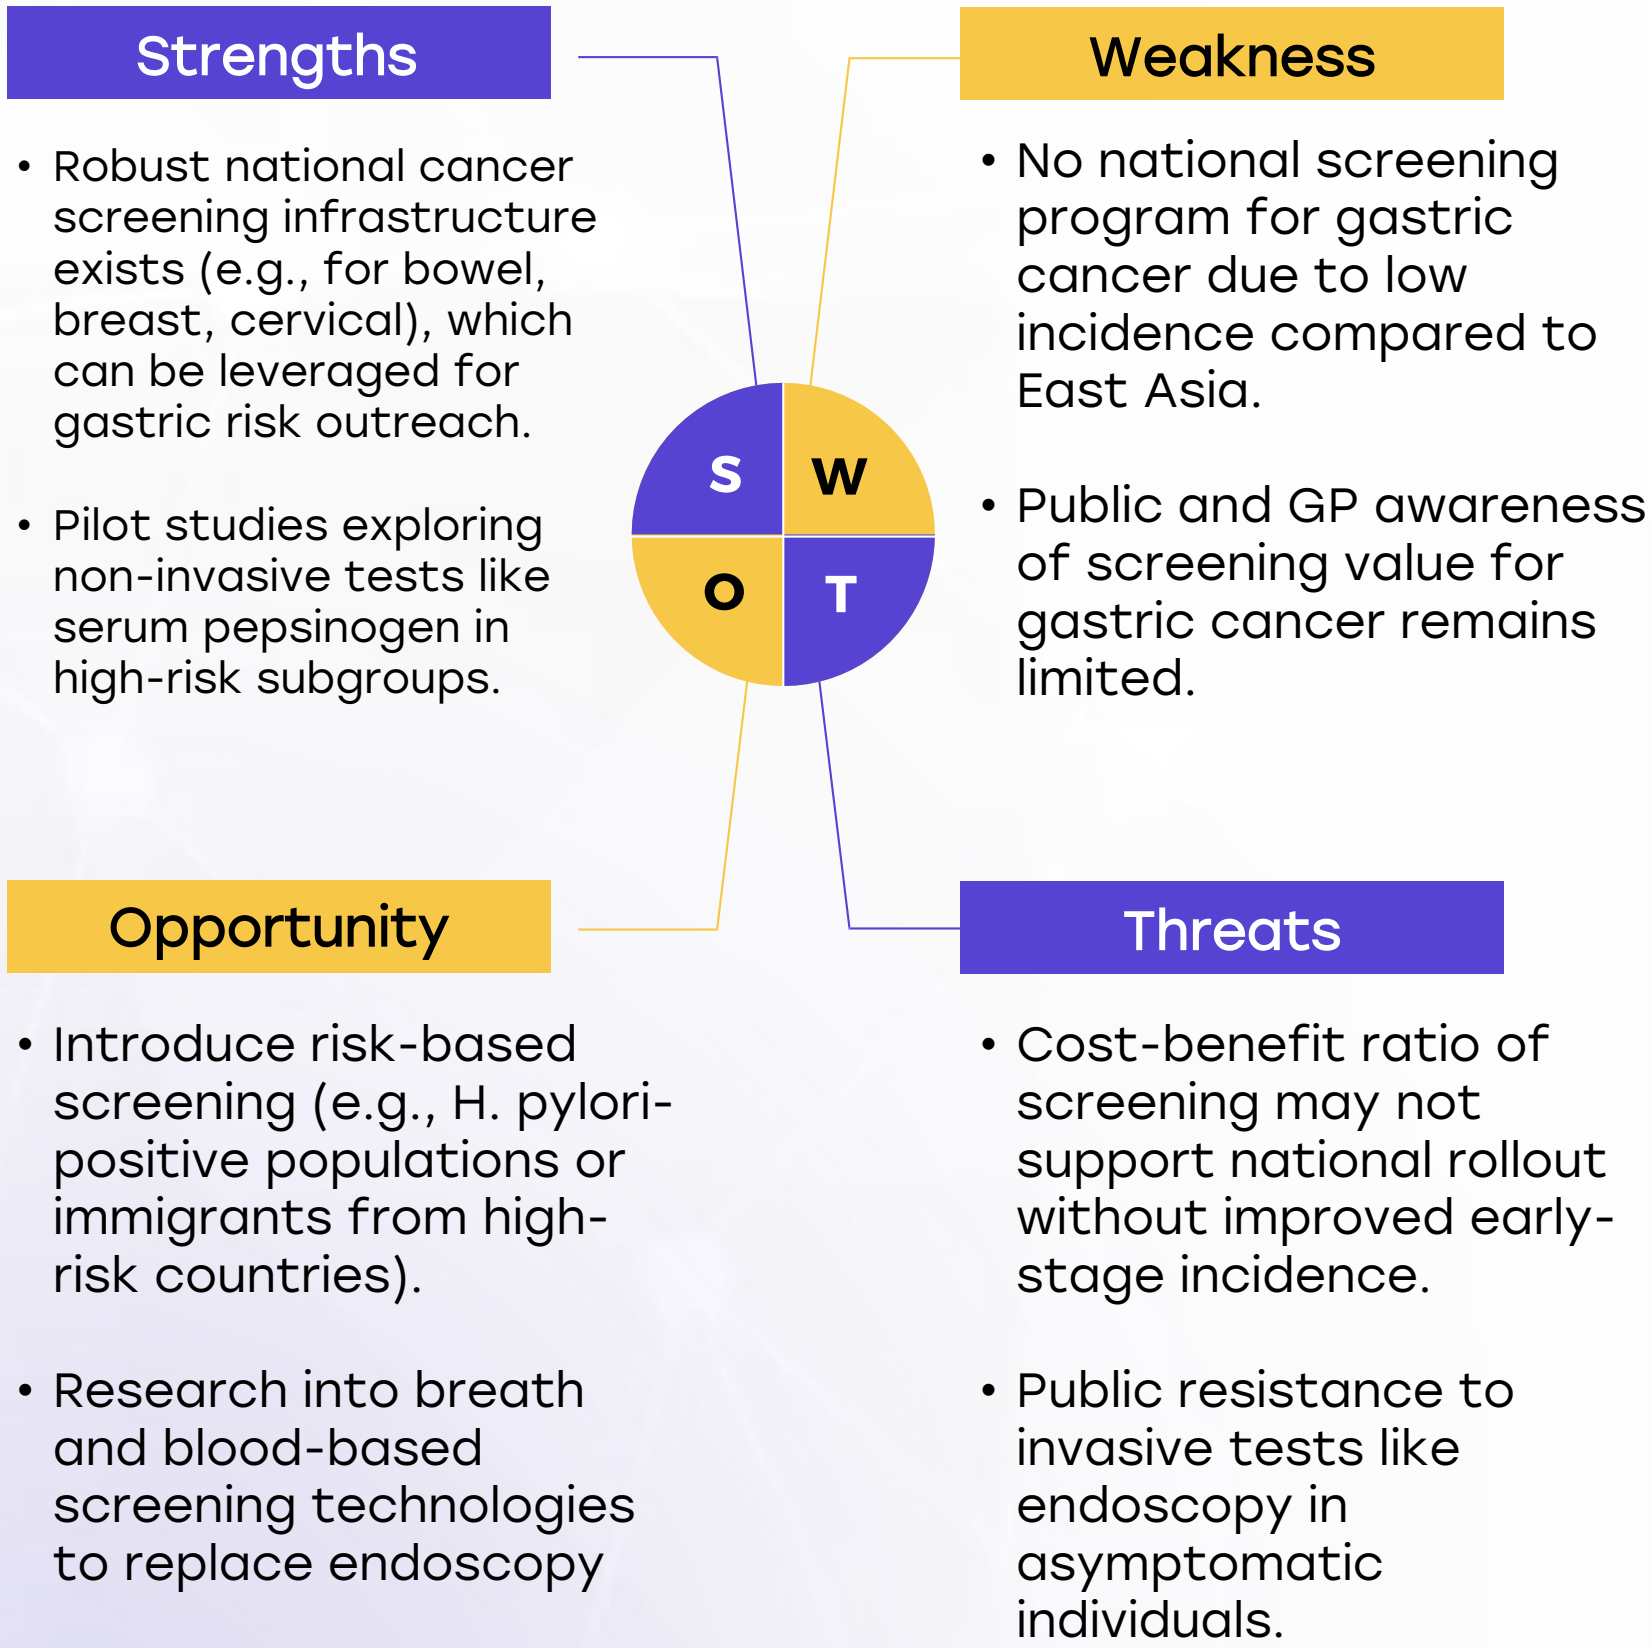 Strengths
• Robust national cancer
screening infrastructure
exists (e.g., for bowel,
breast, cervical), which
can be leveraged for
gastric risk outreach.
• Pilot studies exploring
non-invasive tests like
serum pepsinogen in
high-risk subgroups.
Weakness
• No national screening
program for gastric
cancer due to low
incidence compared to
East Asia.
• Public and GP awareness
of screening value for
gastric cancer remains
limited.
S
W
O
T
Opportunity
• Introduce risk-based
screening (e.g., H. pylori-
positive populations or
immigrants from high-
risk countries).
• Research into breath
and blood-based
screening technologies
to replace endoscopy
Threats
• Cost-benefit ratio of
screening may not
support national rollout
without improved early-
stage incidence.
• Public resistance to
invasive tests like
endoscopy in
asymptomatic
individuals.